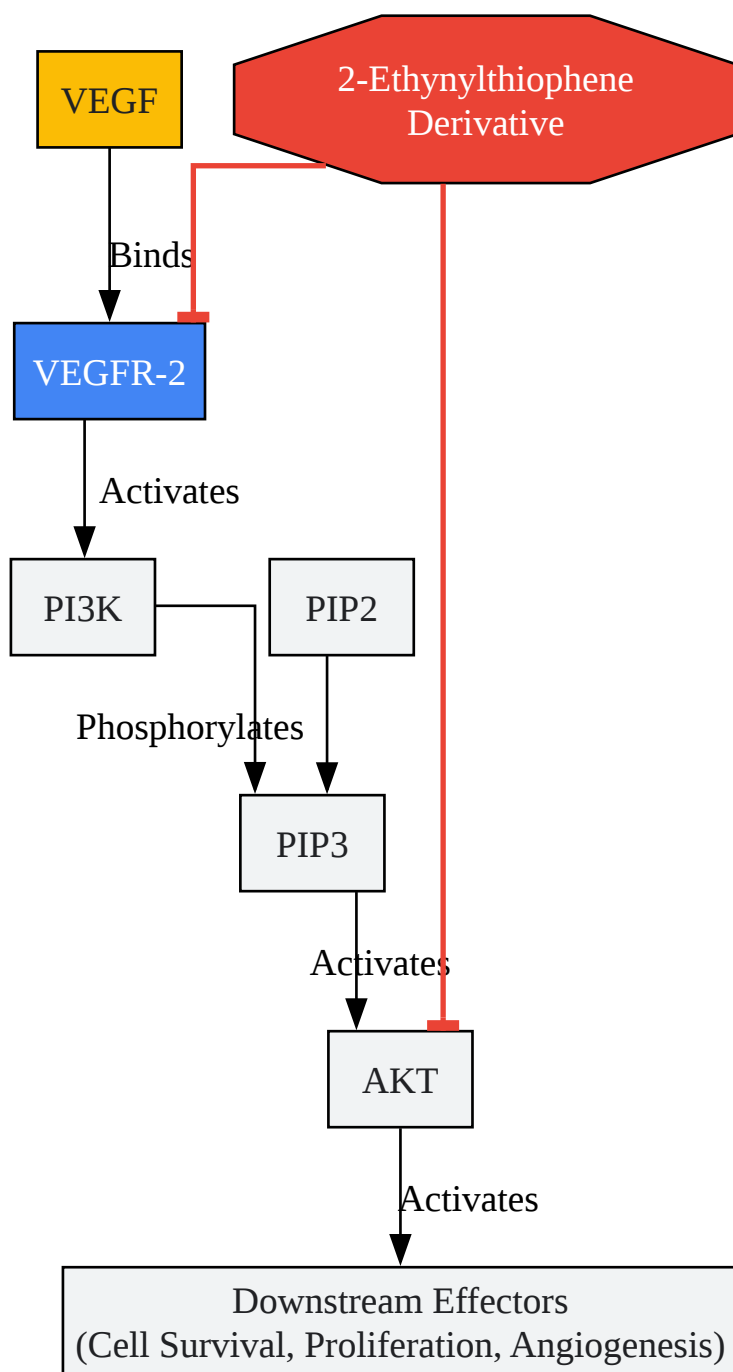 VEGF
2-Ethynylthiophene
Derivative
Binds
VEGFR-2
Activates
PI3K
PIP2
Phosphorylates
PIP3
Activates
AKT
Activates
Downstream Effectors
(Cell Survival, Proliferation, Angiogenesis)